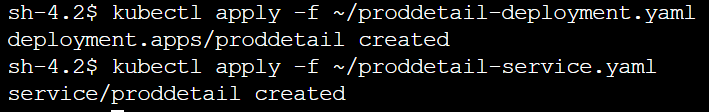 sh-4.2$ kubectl apply -f ~/proddetail-deployment.yaml
deployment.apps/proddetail created
sh-4.2$ kubectl apply -f ~/proddetail-service.yaml
service/proddetail created